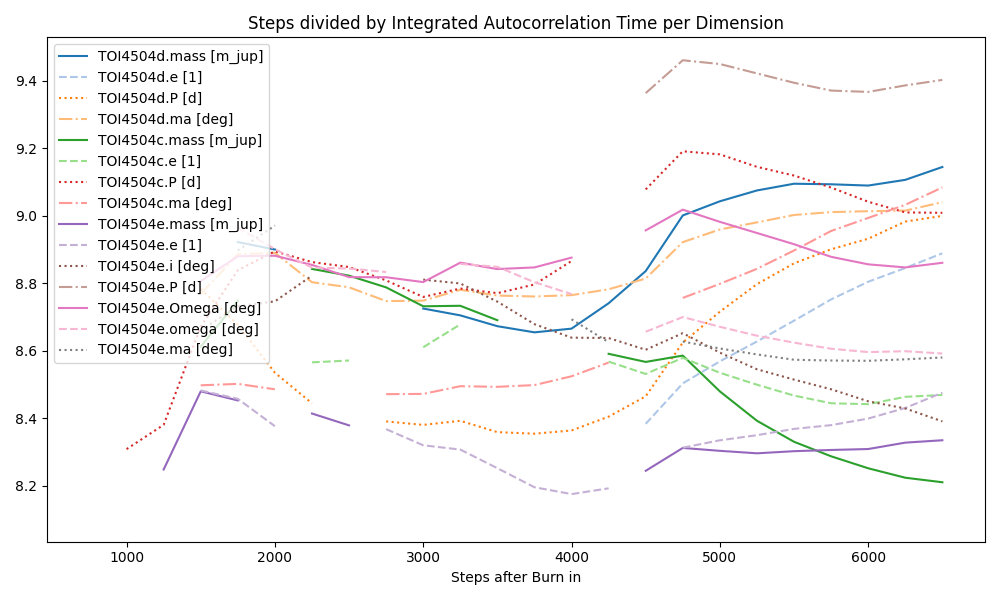 Steps divided by Integrated Autocorrelation Time per Dimension
TOI4504d.mass [m_jup]
TOI4504d.e [1]
TOI4504d.P [d]
TOI4504d.ma [deg]
TOI4504c.mass [m_jup]
TOI4504c.e [1]
TOI4504c.P [d]
TOI4504c.ma [deg]
TOI4504e.mass [m_jup]
TOI4504e.e [1]
TOI4504e.i [deg]
TOI4504e.P [d]
TOI4504e.Omega [deg]
TOI4504e.omega [deg]
TOI4504e.ma [deg]
9.4
9.2
9.0
8.8
8.6
8.4
8.2
1000 2000 3000 4000 5000 6000
Steps after Burn in